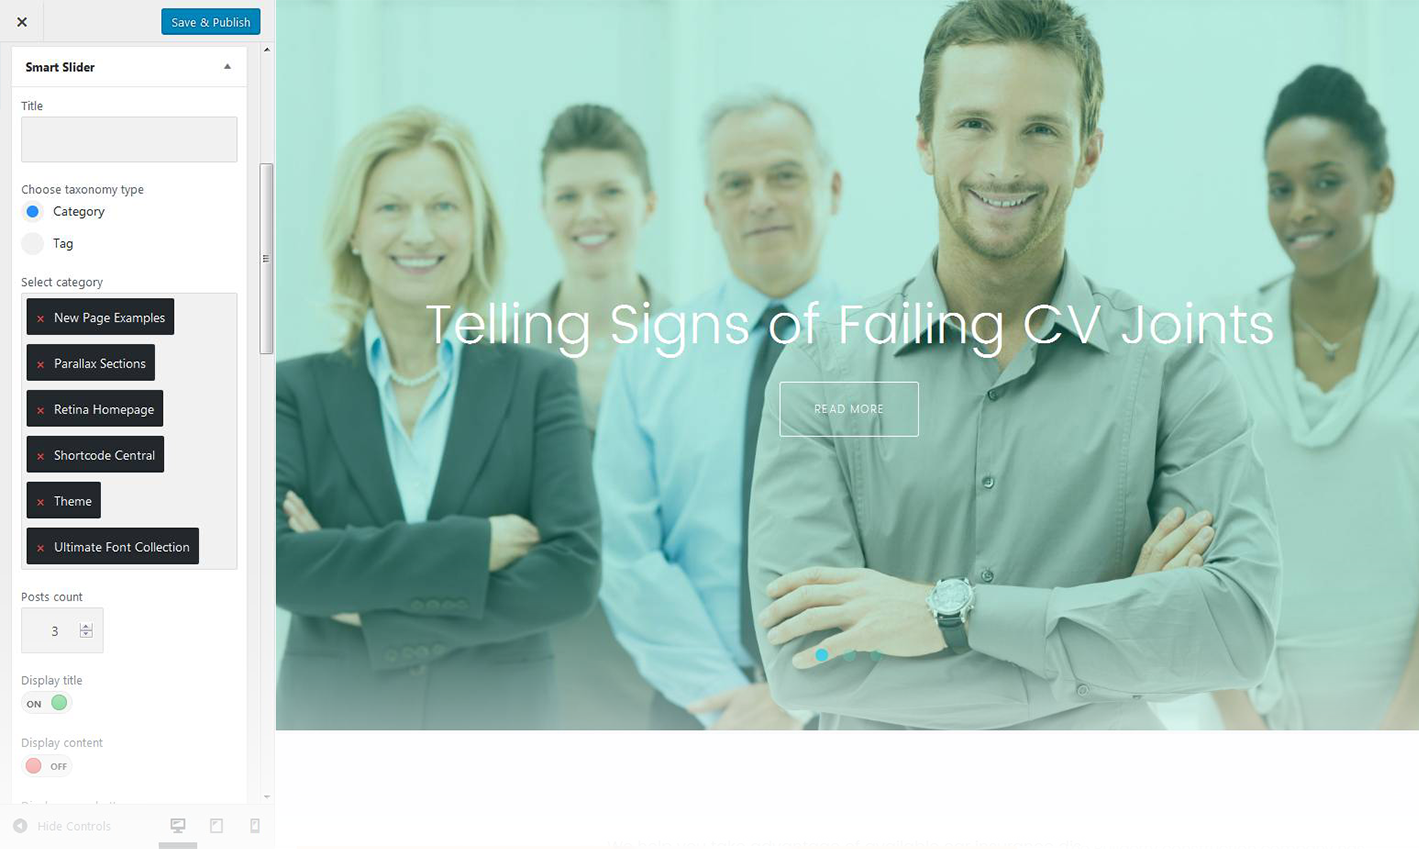 Save & Publish
Smart Slider
Title
Choose taxonomy type
Category
Tag
Select category
× New Page Examples
× Parallax Sections
× Retina Homepage
× Shortcode Central
× Theme
× Ultimate Font Collection
Posts count
3
Display title
ON
Display content
OFF
Hide Controls
Telling Signs of Failing CV Joints
READ MORE